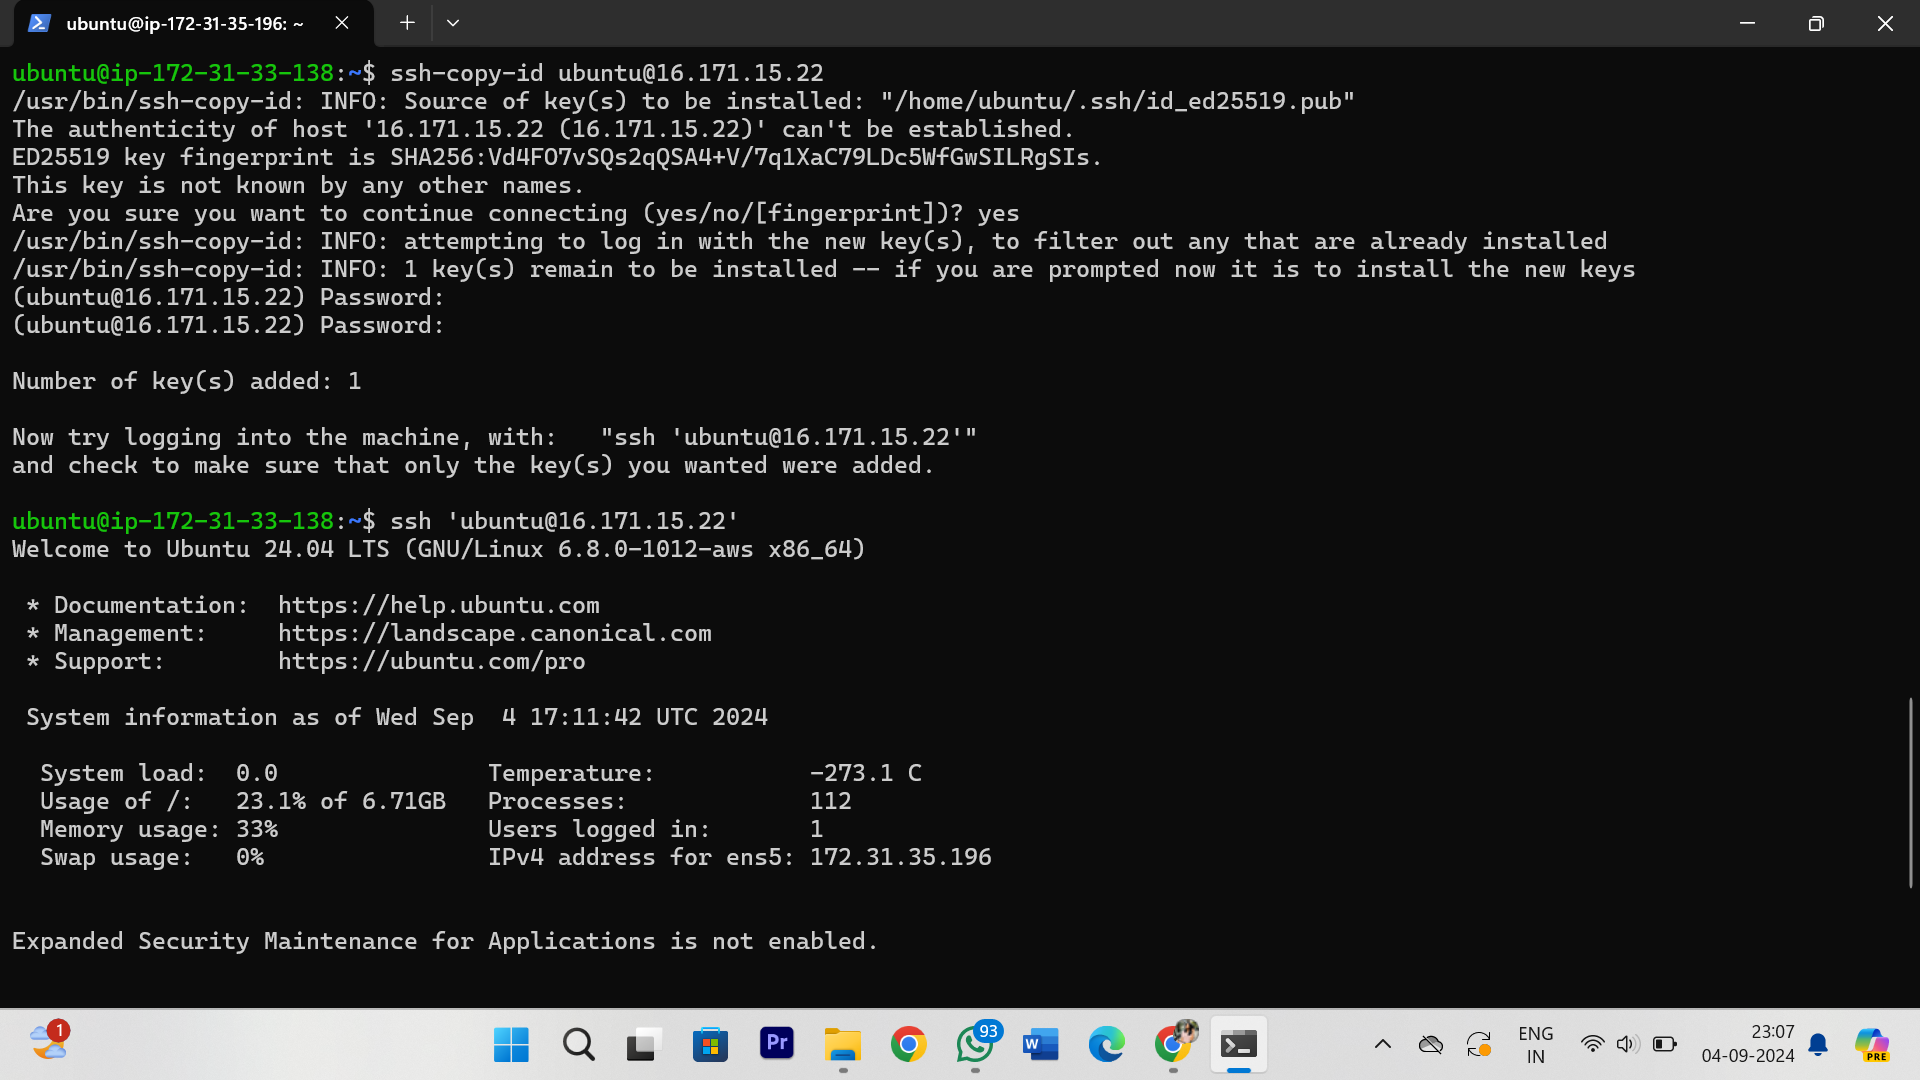 ubuntu@ip-172-31-35-196: ~
ubuntu@ip-172-31-33-138:~$ ssh-copy-id ubuntu@16.171.15.22
/usr/bin/ssh-copy-id: INFO: Source of key(s) to be installed: "/home/ubuntu/.ssh/id_ed25519.pub"
The authenticity of host '16.171.15.22 (16.171.15.22)' can't be established.
ED25519 key fingerprint is SHA256:Vd4FO7vSQs2qQSA4+V/7q1XaC79LDc5WfGwSILRgSIs.
This key is not known by any other names.
Are you sure you want to continue connecting (yes/no/[fingerprint])? yes
/usr/bin/ssh-copy-id: INFO: attempting to log in with the new key(s), to filter out any that are already installed
/usr/bin/ssh-copy-id: INFO: 1 key(s) remain to be installed -- if you are prompted now it is to install the new keys
(ubuntu@16.171.15.22) Password:
(ubuntu@16.171.15.22) Password:
Number of key(s) added: 1
Now try logging into the machine, with:   "ssh 'ubuntu@16.171.15.22'"
and check to make sure that only the key(s) you wanted were added.
ubuntu@ip-172-31-33-138:~$ ssh 'ubuntu@16.171.15.22'
Welcome to Ubuntu 24.04 LTS (GNU/Linux 6.8.0-1012-aws x86_64)
* Documentation:  https://help.ubuntu.com
* Management:     https://landscape.canonical.com
* Support:        https://ubuntu.com/pro
System information as of Wed Sep  4 17:11:42 UTC 2024
System load:  0.0               Temperature:           -273.1 C
Usage of /:   23.1% of 6.71GB   Processes:             112
Memory usage: 33%               Users logged in:       1
Swap usage:   0%                IPv4 address for ens5: 172.31.35.196
Expanded Security Maintenance for Applications is not enabled.
1
Pr
93
W
ENG
IN
23:07
04-09-2024
PRE